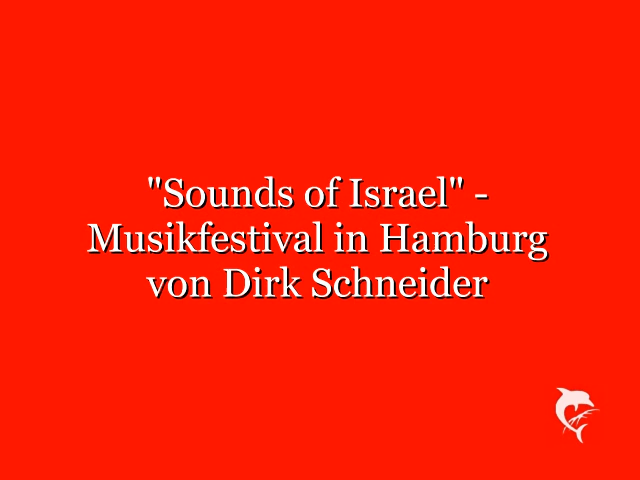 "Sounds of Israel" -
Musikfestival in Hamburg
von Dirk Schneider